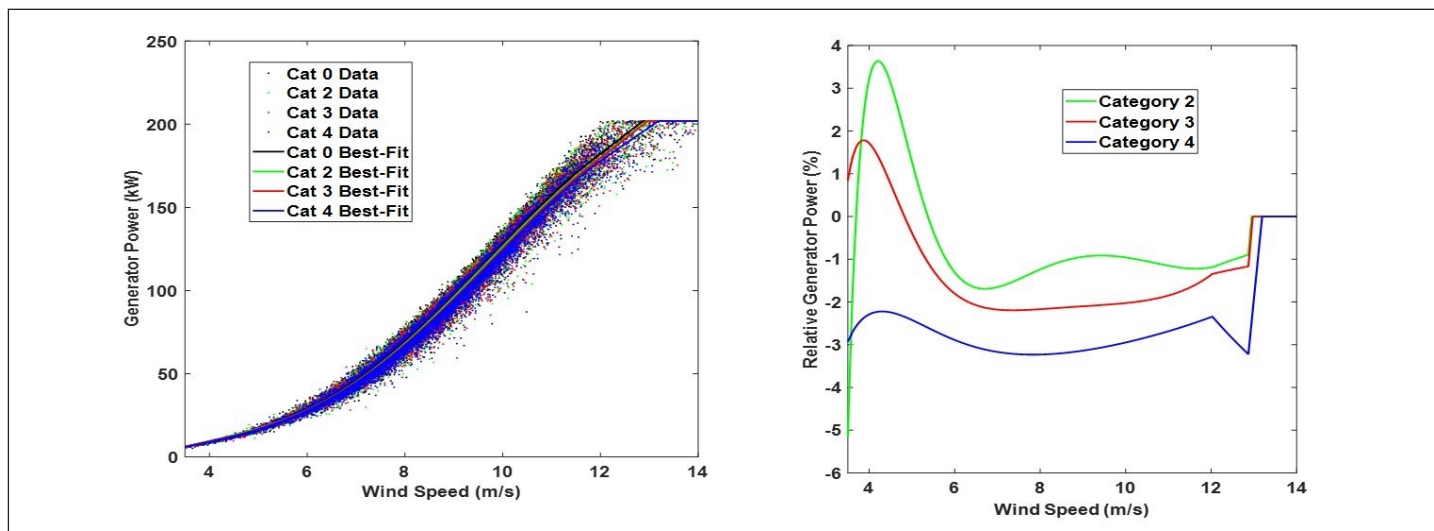 250
200
150
100
50
0
Generator Power (kW)
Cat 0 Data
Cat 2 Data
Cat 3 Data
Cat 4 Data
Cat 0 Best-Fit
Cat 2 Best-Fit
Cat 3 Best-Fit
Cat 4 Best-Fit
4 6 8 10 12 14
Wind Speed (m/s)
4
3
2
1
0
-1
-2
-3
-4
-5
-6
Relative Generator Power (%)
Category 2
Category 3
Category 4
4 6 8 10 12 14
Wind Speed (m/s)